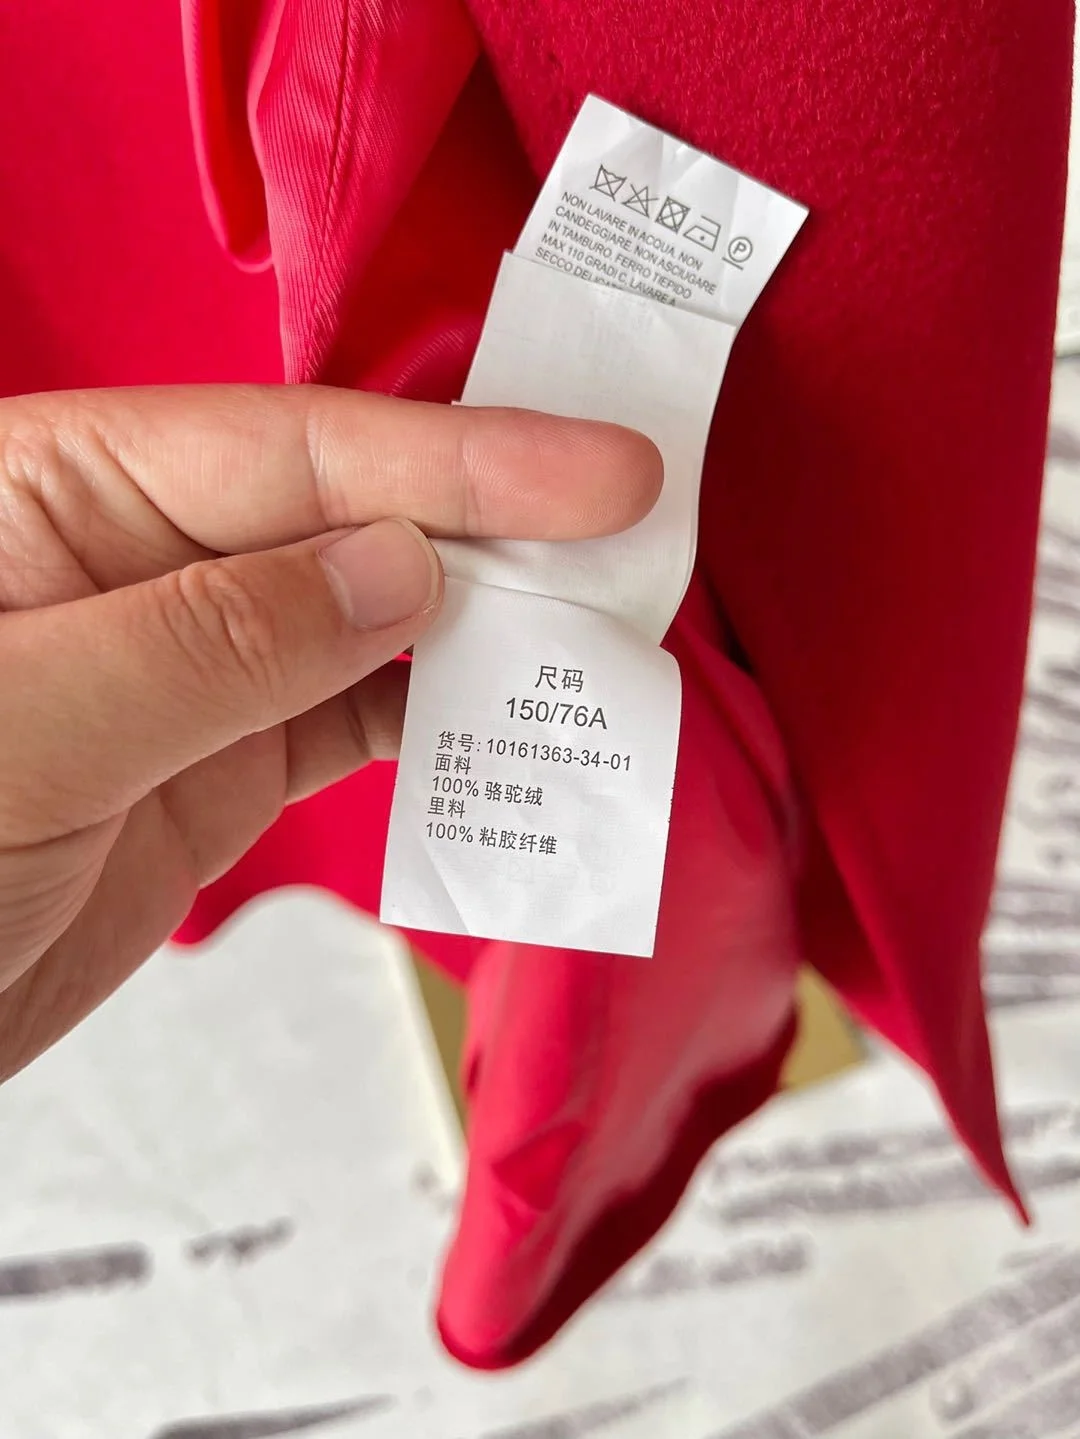 NON LAVARE IN ACQUA. NON
CANDEGGIARE. NON ASCIUGARE
IN TAMBURO. FERRO TIEPIDO
MAX 110 GRADI C. LAVARE A
SECCO
尺码
150/76A
货号: 10161363-34-01
面料
100% 骆驼绒
里料
100% 粘胶纤维